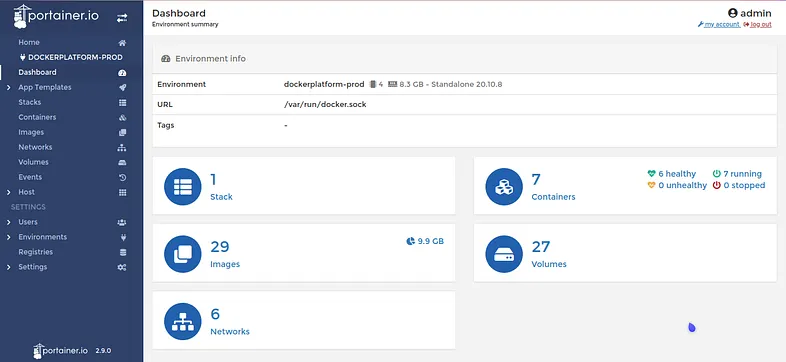 portainer.io
Home
DOCKERPLATFORM-PROD
Dashboard
App Templates
Stacks
Containers
Images
Networks
Volumes
Events
Host
SETTINGS
Users
Environments
Registries
Settings
portainer.io 2.9.0
Dashboard
Environment summary
admin
my account log out
Environment info
Environment dockerplatform-prod 4 8.3 GB - Standalone 20.10.8
URL /var/run/docker.sock
Tags -
1
Stack
7
Containers
6 healthy 7 running
0 unhealthy 0 stopped
29
Images
9.9 GB
27
Volumes
6
Networks